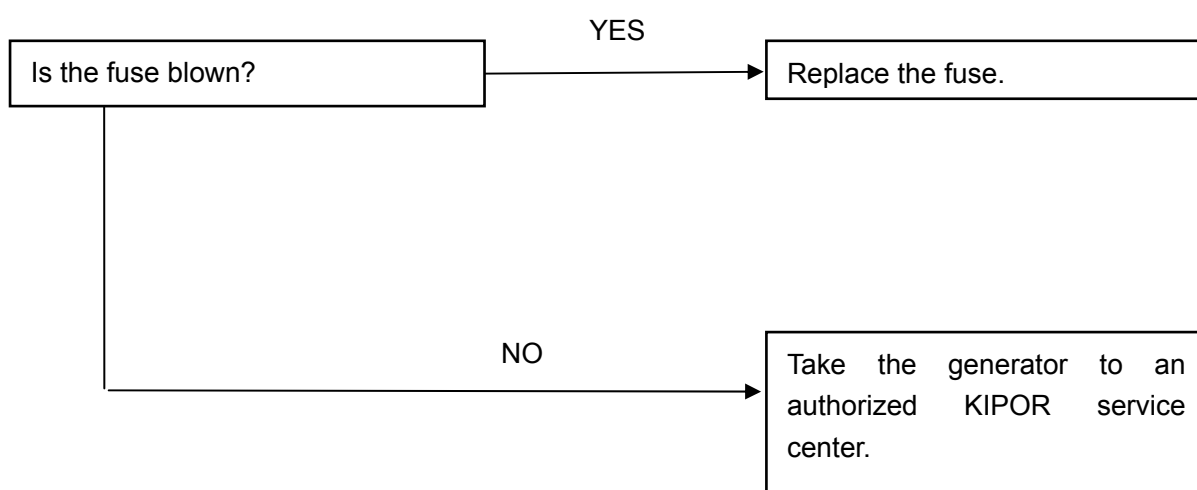 YES
Is the fuse blown?
Replace the fuse.
NO
Take the generator to an
authorized KIPOR service
center.